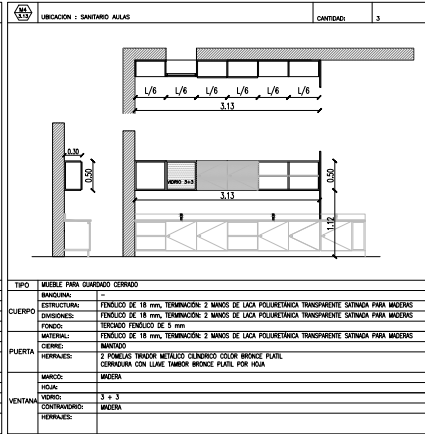 M4
3.13
UBICACION : SANITARIO AULAS
CANTIDAD:
3
L/6 L/6 L/6 L/6 L/6 L/6
3.13
0.30
0.50
VIDRIO 3+3
0.50
3.13
1.12
TIPO MUEBLE PARA GUARDADO CERRADO
CUERPO
BANQUINA: –
ESTRUCTURA: FENÓLICO DE 18 mm, TERMINACIÓN: 2 MANOS DE LACA POLIURETÁNICA TRANSPARENTE SATINADA PARA MADERAS
DIVISIONES: FENÓLICO DE 18 mm, TERMINACIÓN: 2 MANOS DE LACA POLIURETÁNICA TRANSPARENTE SATINADA PARA MADERAS
FONDO: TERCIADO FENÓLICO DE 5 mm
PUERTA
MATERIAL: FENÓLICO DE 18 mm, TERMINACIÓN: 2 MANOS DE LACA POLIURETÁNICA TRANSPARENTE SATINADA PARA MADERAS
CIERRE: IMANTADO
HERRAJES: 2 POMELAS TIRADOR METÁLICO CILÍNDRICO COLOR BRONCE PLATIL
CERRADURA CON LLAVE TAMBOR BRONCE PLATIL POR HOJA
VENTANA
MARCO: MADERA
HOJA:
VIDRIO: 3 + 3
CONTRAVIDRIO: MADERA
HERRAJES: